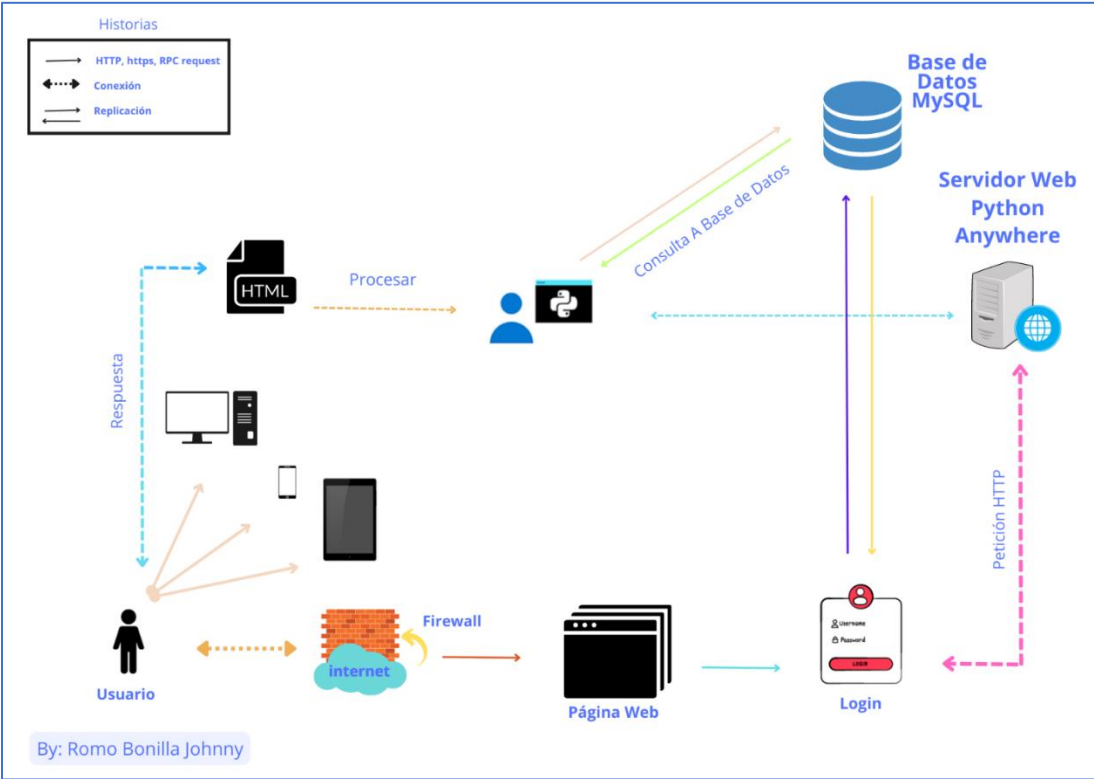 Historias
HTTP, https, RPC request
Conexión
Replicación
Base de
Datos
MySQL
Servidor Web
Python
Anywhere
Consulta A Base de Datos
HTML
Procesar
Respuesta
Petición HTTP
Firewall
internet
Usuario
Página Web
Username
Password
LOGIN
Login
By: Romo Bonilla Johnny